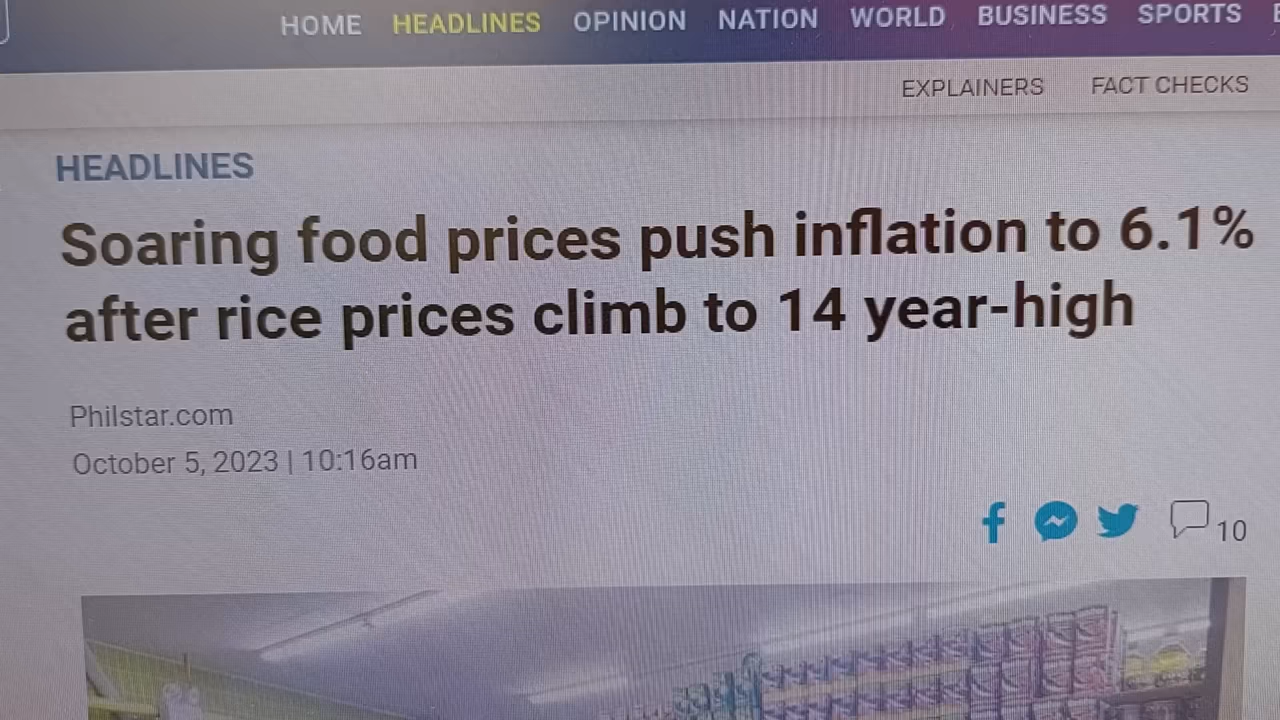 HOME HEADLINES OPINION NATION WORLD BUSINESS SPORTS
EXPLAINERS FACT CHECKS
HEADLINES
Soaring food prices push inflation to 6.1%
after rice prices climb to 14 year-high
Philstar.com
October 5, 2023 | 10:16am
10